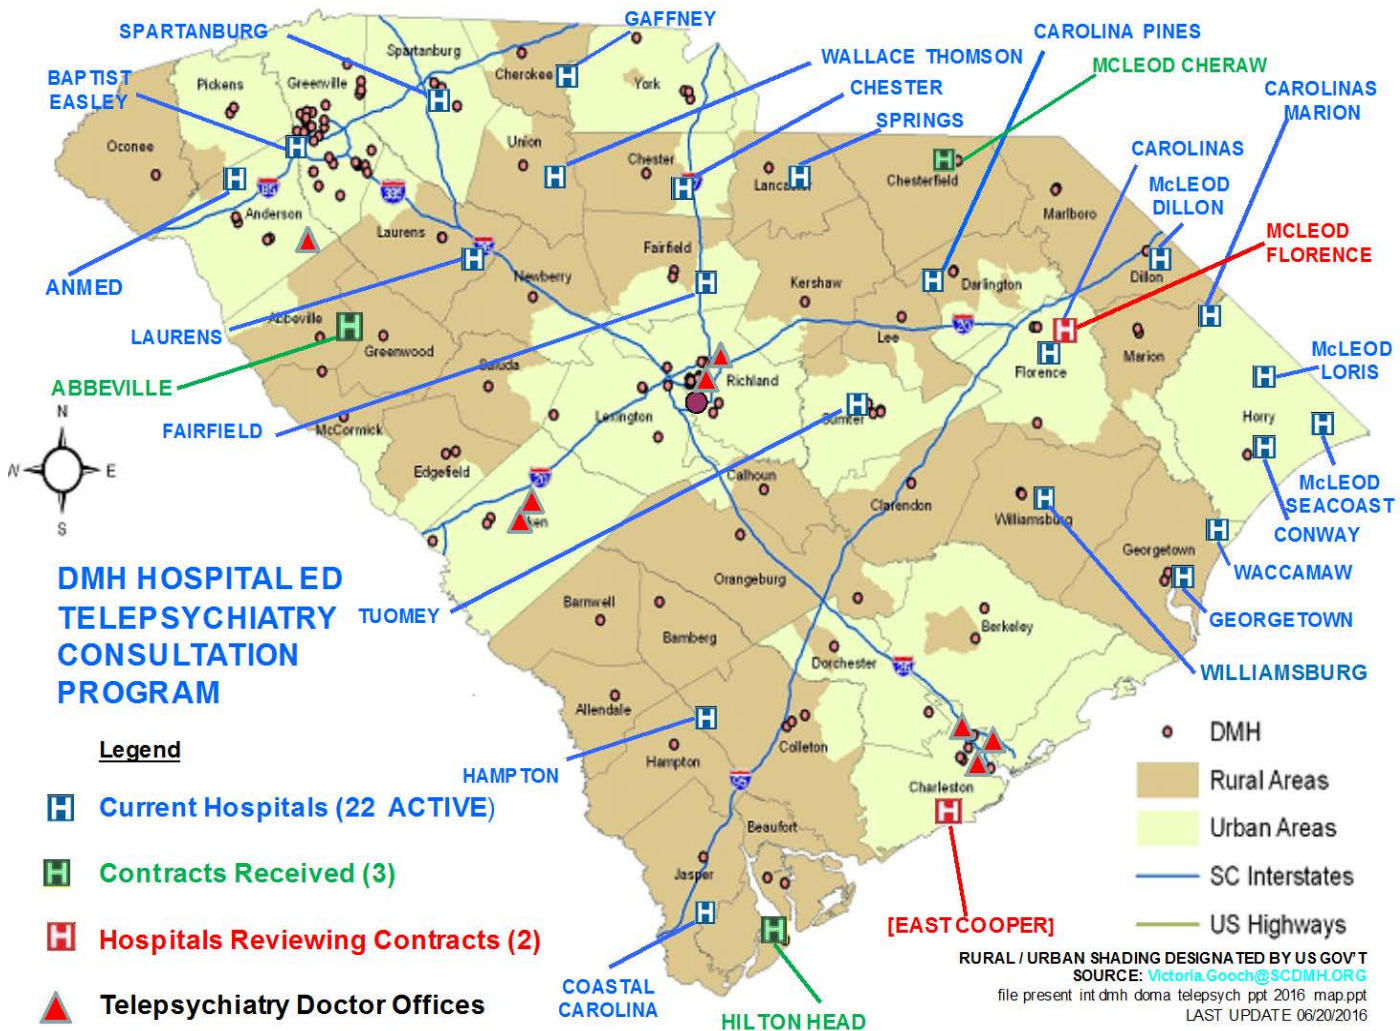 GAFFNEY
SPARTANBURG
CAROLINA PINES
Spartanburg
WALLACE THOMSON
MCLEOD CHERAW
BAPTIST
EASLEY
Pickens
Greenville
Cherokee
York
CHESTER
CAROLINAS
MARION
SPRINGS
Oconee
Union
Chester
Lancaster
Chesterfield
CAROLINAS
McLEOD
DILLON
85
385
Anderson
Laurens
Marlboro
MCLEOD
FLORENCE
Fairfield
ANMED
Newberry
Kershaw
Darlington
Dillon
LAURENS
Abbeville
Greenwood
20
Lee
Marion
McLEOD
LORIS
ABBEVILLE
Saluda
Richland
Florence
N
FAIRFIELD
McCormick
Lexington
Sumter
Horry
W
E
Edgefield
20
Calhoun
Clarendon
McLEOD
SEACOAST
S
Williamsburg
CONWAY
Georgetown
WACCAMAW
DMH HOSPITAL ED
TELEPSYCHIATRY
CONSULTATION
PROGRAM
TUOMEY
Orangeburg
Barnwell
Bamberg
Berkeley
GEORGETOWN
Dorchester
26
WILLIAMSBURG
Allendale
Colleton
Hampton
HAMPTON
95
Charleston
Beaufort
Jasper
Legend
Current Hospitals (22 ACTIVE)
Contracts Received (3)
Hospitals Reviewing Contracts (2)
Telepsychiatry Doctor Offices
COASTAL
CAROLINA
HILTON HEAD
[EAST COOPER]
DMH
Rural Areas
Urban Areas
SC Interstates
US Highways
RURAL / URBAN SHADING DESIGNATED BY US GOV'T
SOURCE: Victoria.Gooch@SCDMH.ORG
file present int dmh doma telepsych ppt 2016 map.ppt
LAST UPDATE 06/20/2016